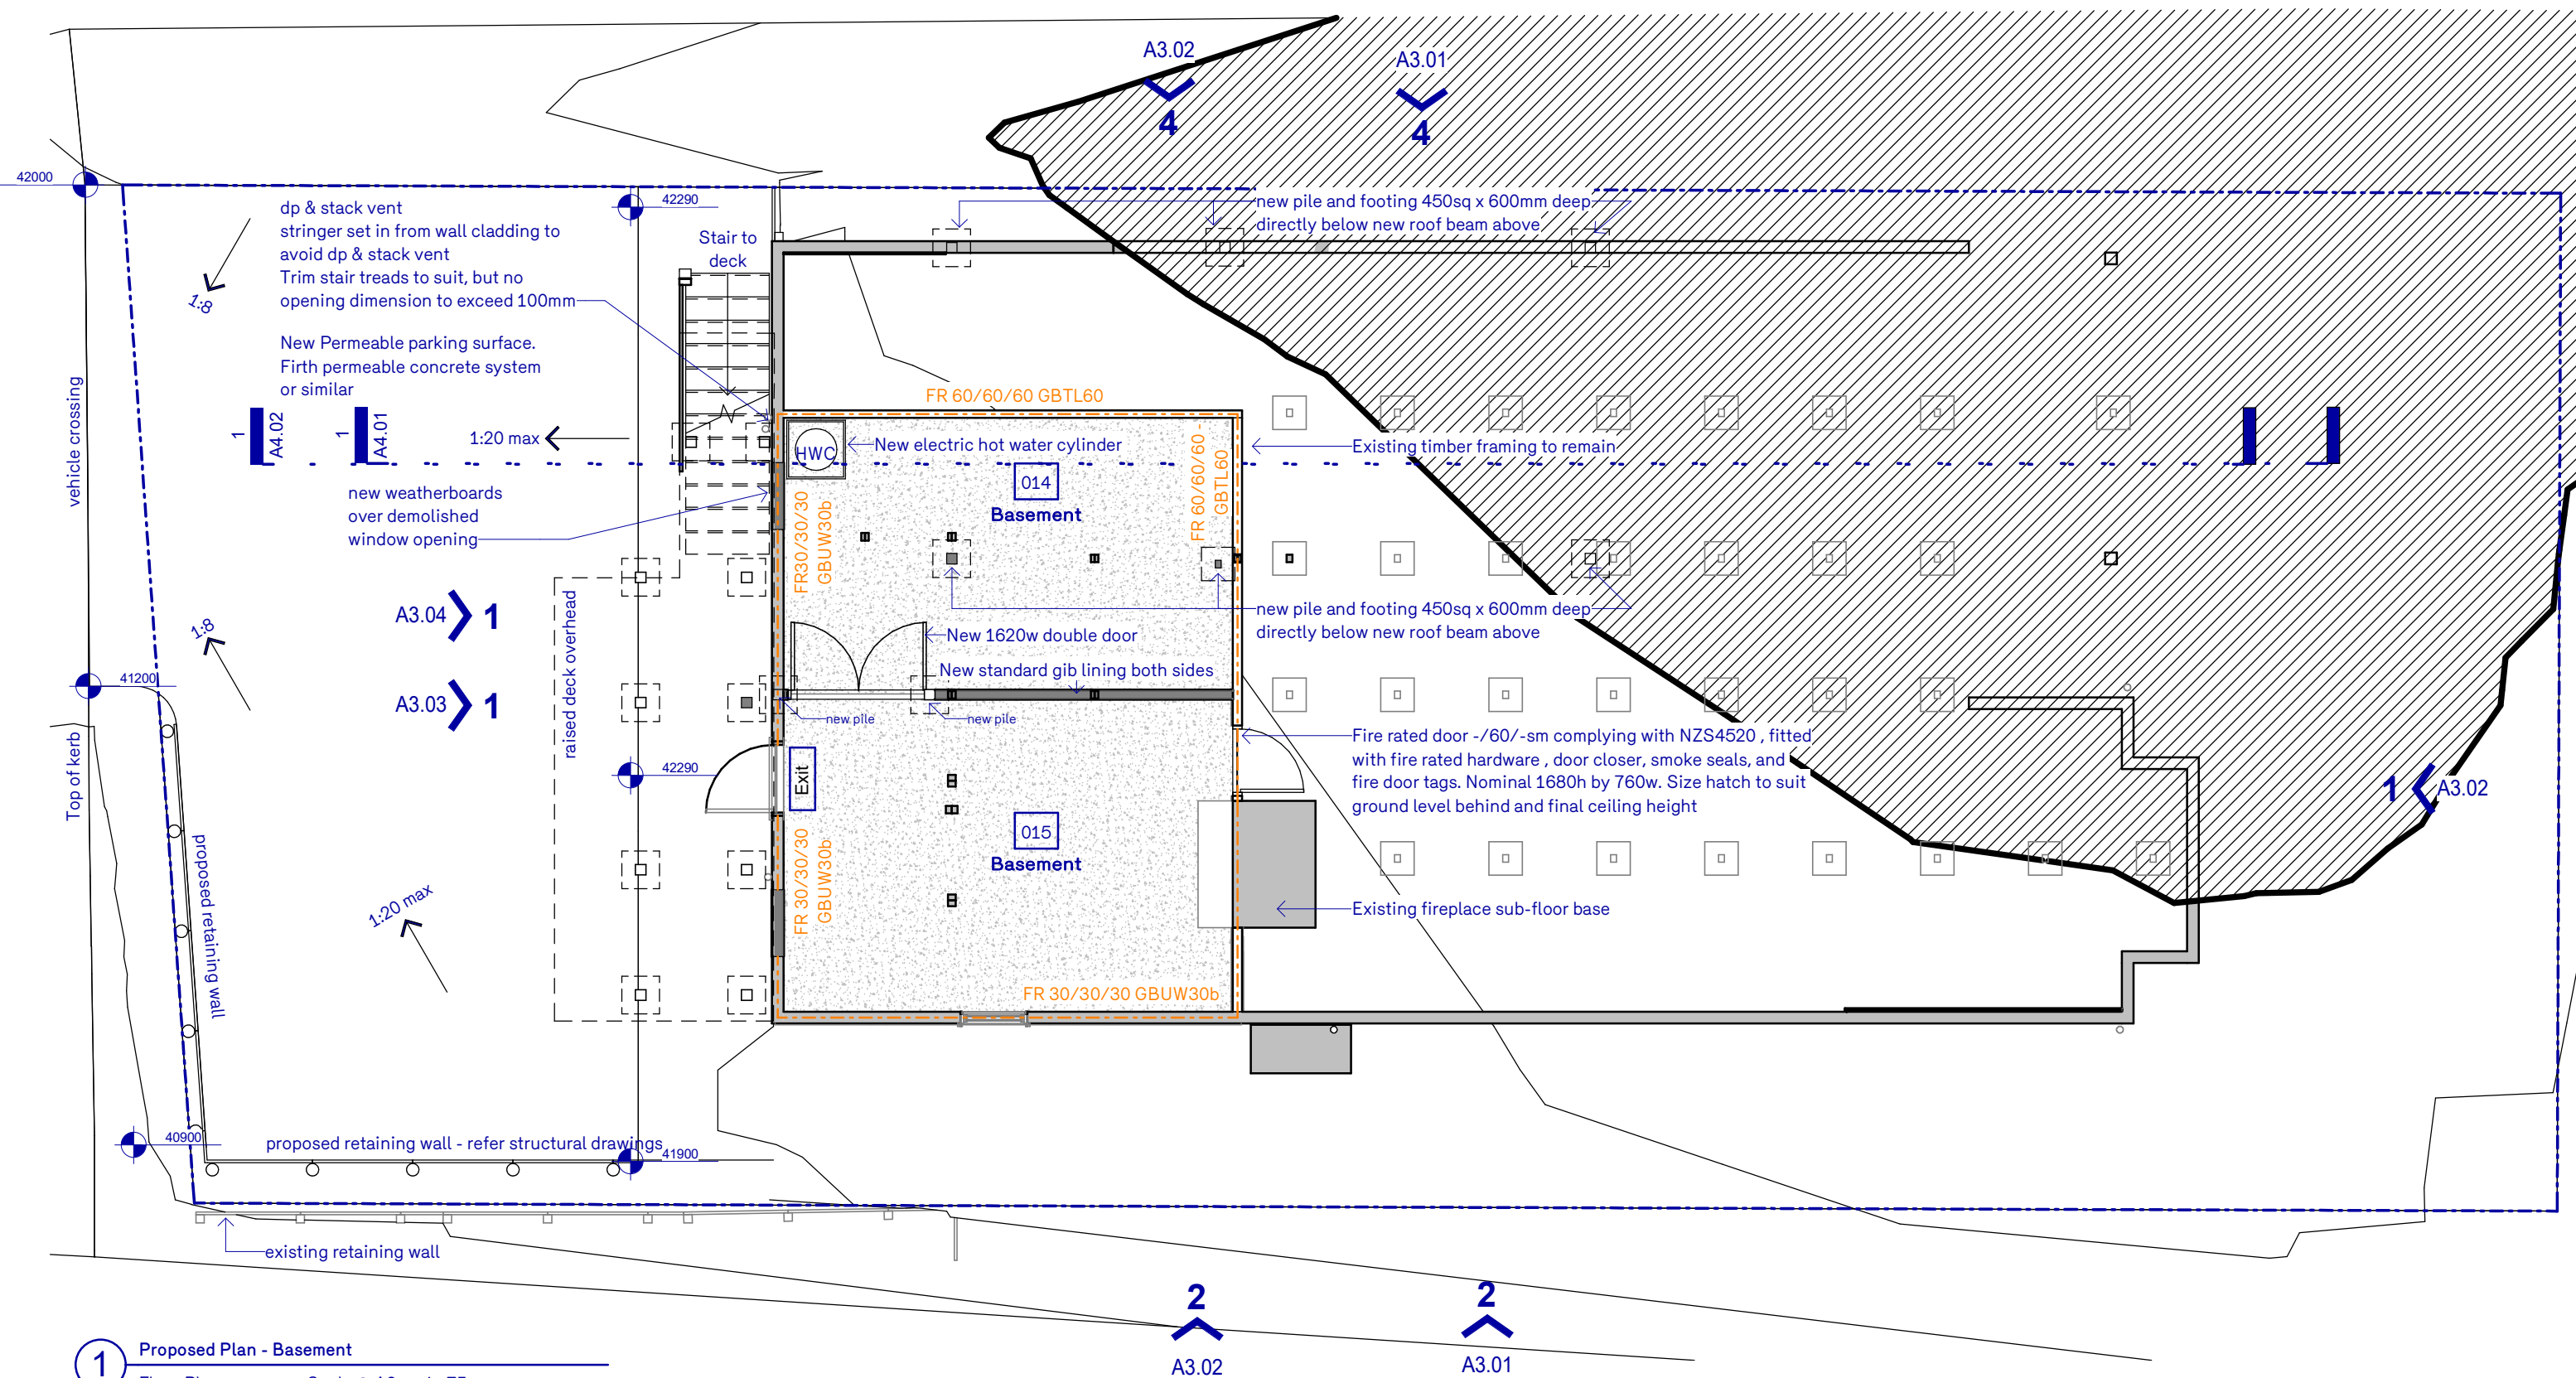 A3.02
4
A3.01
4
42000
42290
dp & stack vent
stringer set in from wall cladding to
avoid dp & stack vent
Trim stair treads to suit, but no
opening dimension to exceed 100mm
Stair to
deck
new pile and footing 450sq x 600mm deep
directly below new roof beam above
1:8
New Permeable parking surface.
Firth permeable concrete system
or similar
vehicle crossing
1
A4.02
1
A4.01
1:20 max
FR 60/60/60 GBTL60
HWC
New electric hot water cylinder
FR 60/60/60 -
GBTL60
Existing timber framing to remain
014
Basement
new weatherboards
over demolished
window opening
FR30/30/30
GBUW30b
A3.04
1
1:8
raised deck overhead
new pile and footing 450sq x 600mm deep
directly below new roof beam above
New 1620w double door
New standard gib lining both sides
41200
A3.03
1
new pile
new pile
Top of kerb
42290
Exit
Fire rated door -/60/-sm complying with NZS4520 , fitted
with fire rated hardware , door closer, smoke seals, and
fire door tags. Nominal 1680h by 760w. Size hatch to suit
ground level behind and final ceiling height
1
A3.02
proposed retaining wall
015
Basement
FR 30/30/30
GBUW30b
1:20 max
Existing fireplace sub-floor base
FR 30/30/30 GBUW30b
40900
proposed retaining wall - refer structural drawings
41900
existing retaining wall
2
A3.02
2
A3.01
1
Proposed Plan - Basement